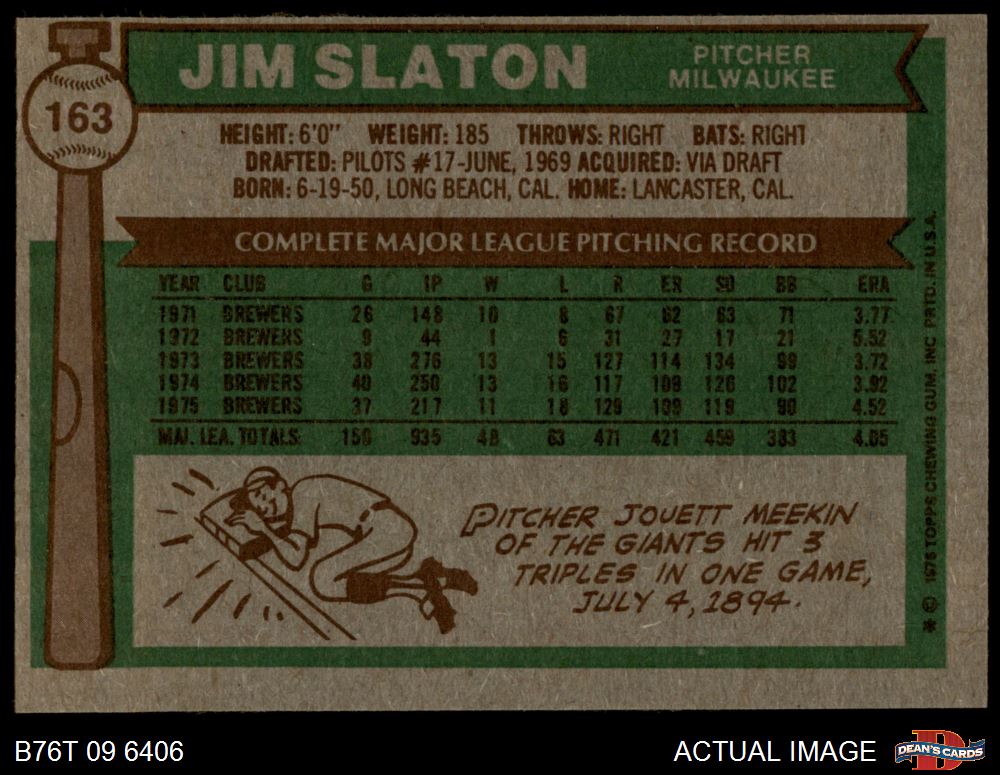 JIM SLATON
PITCHER
MILWAUKEE
163
HEIGHT: 6'0" WEIGHT: 185 THROWS: RIGHT BATS: RIGHT
DRAFTED: PILOTS #17-JUNE, 1969 ACQUIRED: VIA DRAFT
BORN: 6-19-50, LONG BEACH, CAL. HOME: LANCASTER, CAL.
COMPLETE MAJOR LEAGUE PITCHING RECORD
YEAR CLUB G IP W L R ER SO BB ERA
1971 BREWERS 26 148 10 8 67 62 63 71 3.77
1972 BREWERS 9 44 1 6 31 27 17 21 5.52
1973 BREWERS 38 276 13 15 127 114 134 99 3.72
1974 BREWERS 40 250 13 16 117 109 126 102 3.92
1975 BREWERS 37 217 11 18 129 109 119 90 4.52
MAJ. LEA. TOTALS 150 935 48 63 471 421 459 383 4.05
PITCHER JOUETT MEEKIN
OF THE GIANTS HIT 3
TRIPLES IN ONE GAME,
JULY 4, 1894.
* © 1976 TOPPS CHEWING GUM, INC PRTD. IN U.S.A.
B76T 09 6406
ACTUAL IMAGE
DEAN'S CARDS